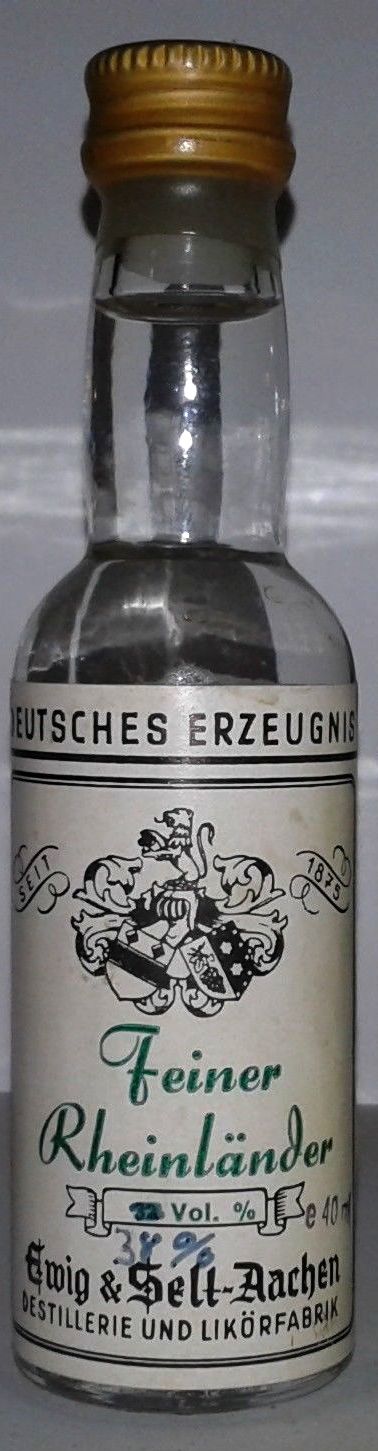 DEUTSCHES ERZEUGNIS
SEIT 1875
Feiner
Rheinländer
32 Vol. % e 40 ml
38 %
Ewig & Selt-Aachen
DESTILLERIE UND LIKÖRFABRIK